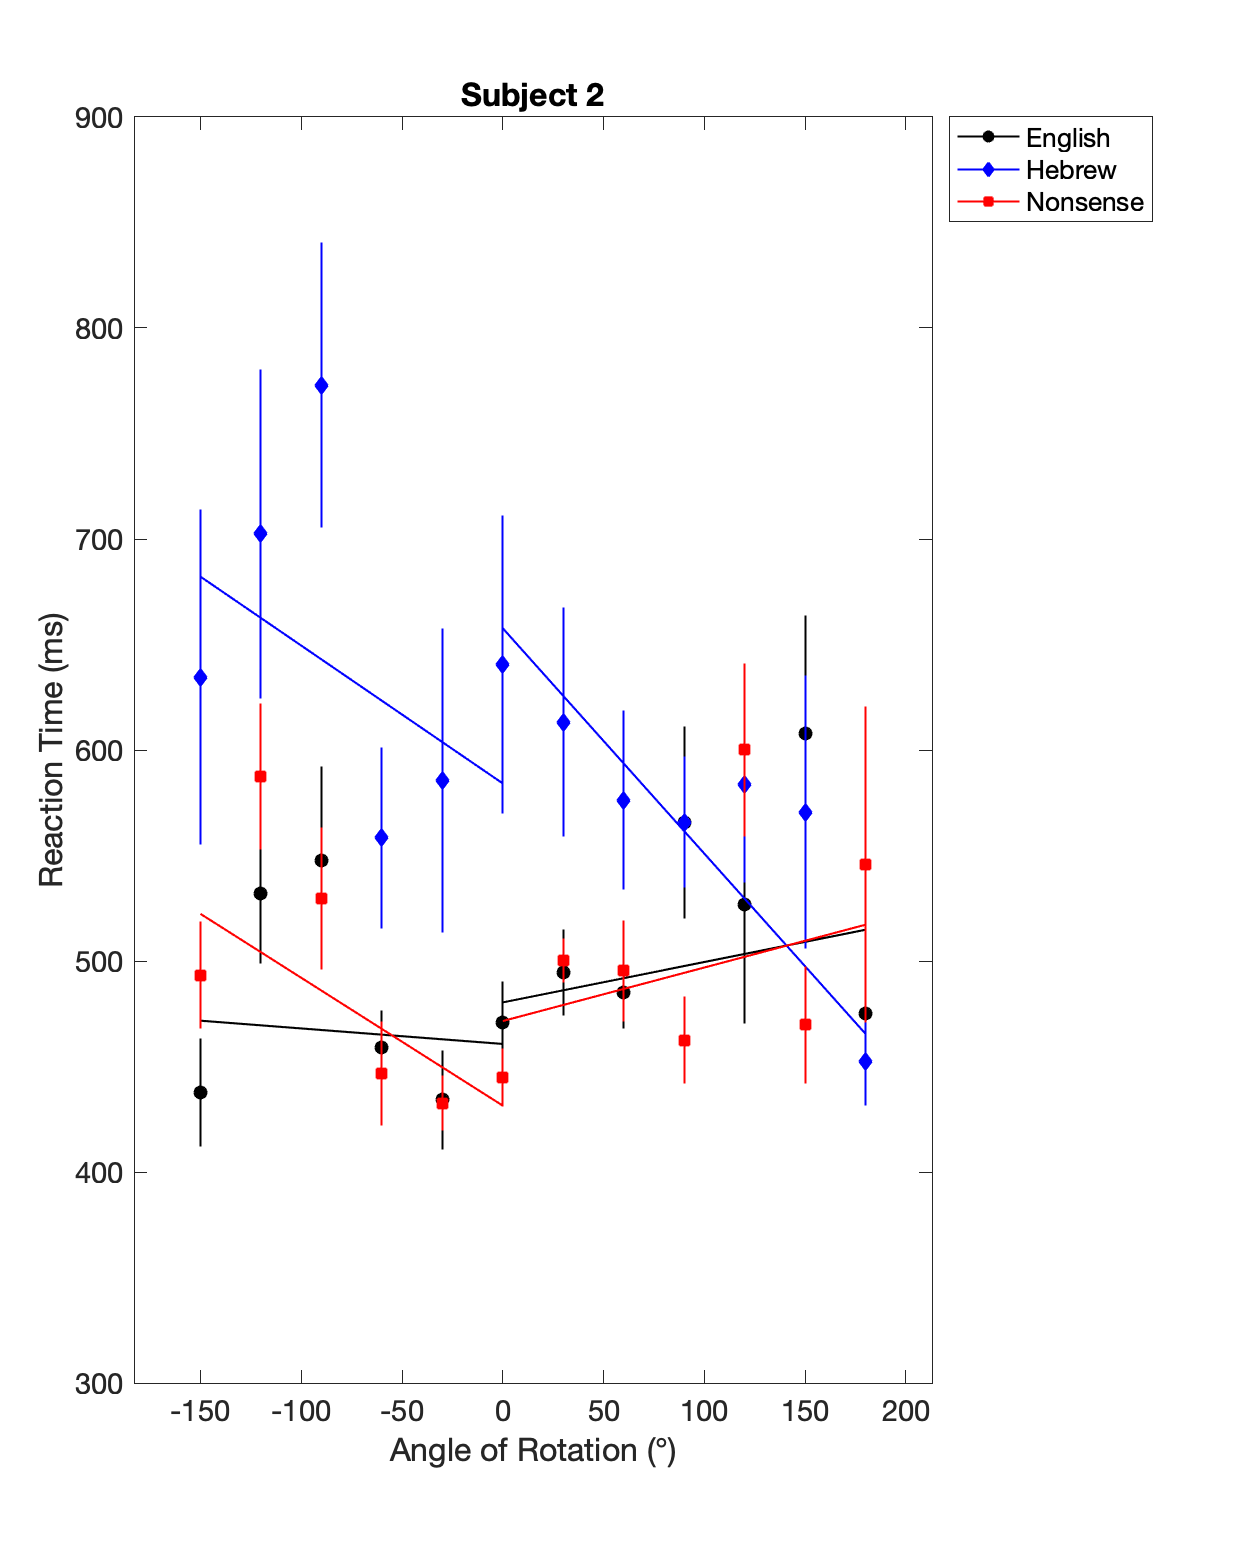 Subject 2
900
800
700
600
500
400
300
Reaction Time (ms)
-150 -100 -50 0 50 100 150 200
Angle of Rotation (°)
English
Hebrew
Nonsense